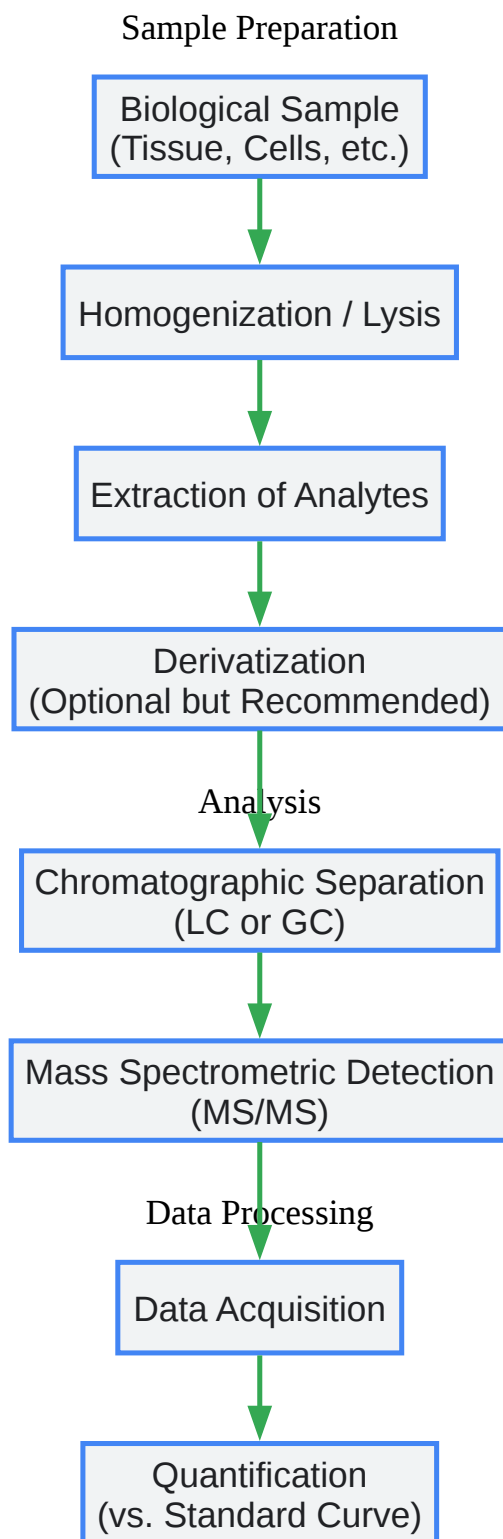 Sample Preparation
Biological Sample
(Tissue, Cells, etc.)
Homogenization / Lysis
Extraction of Analytes
Derivatization
(Optional but Recommended)
Analysis
Chromatographic Separation
(LC or GC)
Mass Spectrometric Detection
(MS/MS)
Data Processing
Data Acquisition
Quantification
(vs. Standard Curve)